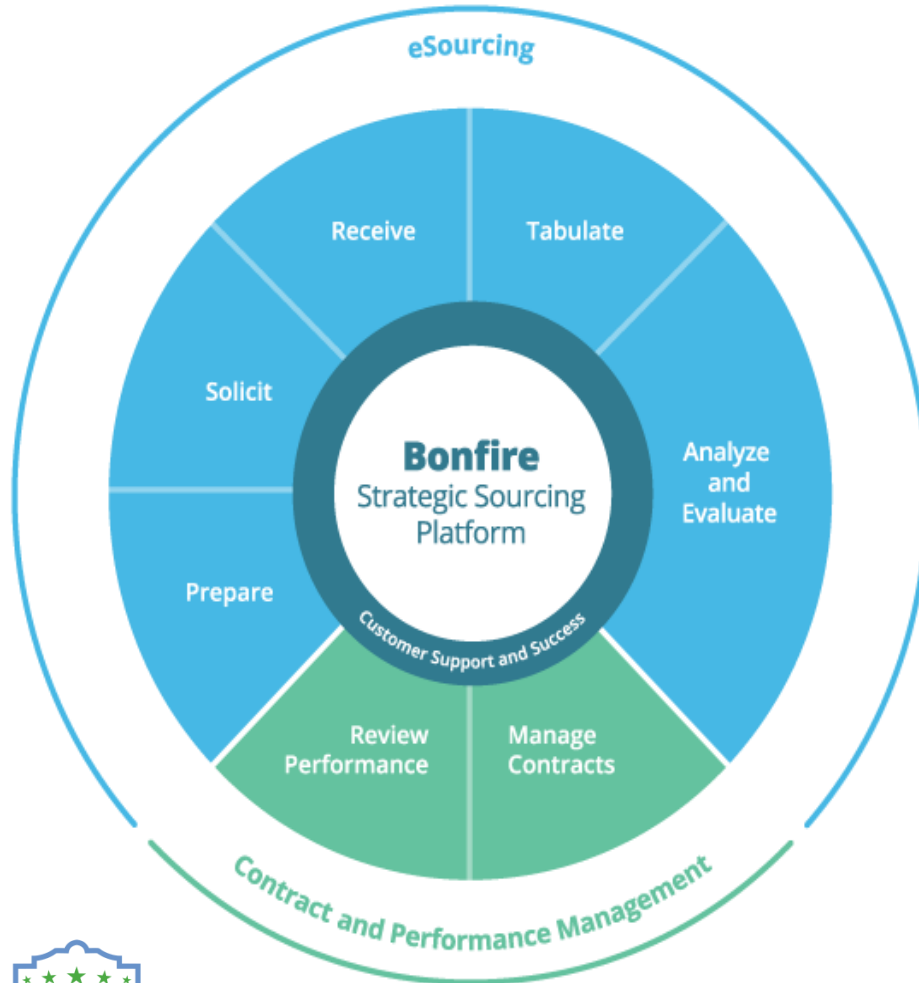 eSourcing
Receive
Tabulate
Solicit
Analyze
and
Evaluate
Bonfire
Strategic Sourcing
Platform
Prepare
Customer Support and Success
Review
Performance
Manage
Contracts
Contract and Performance Management